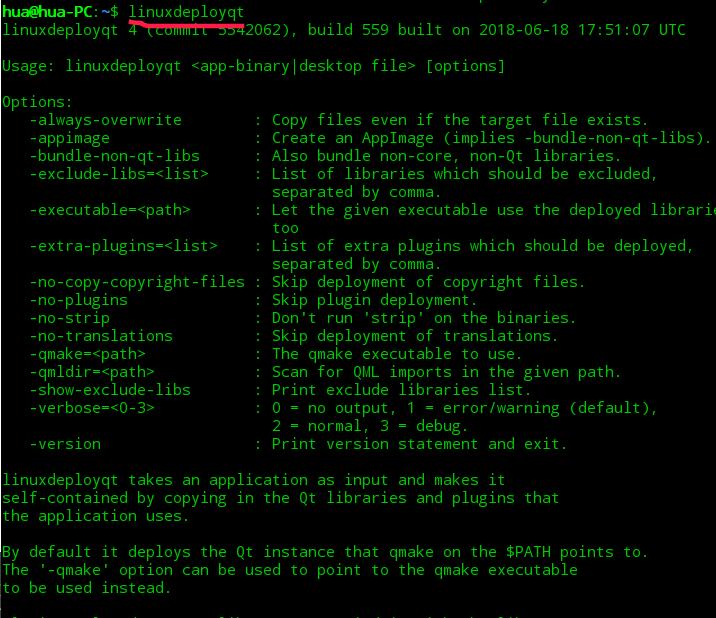 hua@hua-PC:~$ linuxdeployqt
linuxdeployqt 4 (commit 5542062), build 559 built on 2018-06-18 17:51:07 UTC
Usage: linuxdeployqt <app-binary|desktop file> [options]
Options:
-always-overwrite : Copy files even if the target file exists.
-appimage : Create an AppImage (implies -bundle-non-qt-libs).
-bundle-non-qt-libs : Also bundle non-core, non-Qt libraries.
-exclude-libs=<list> : List of libraries which should be excluded,
separated by comma.
-executable=<path> : Let the given executable use the deployed librarie
too
-extra-plugins=<list> : List of extra plugins which should be deployed,
separated by comma.
-no-copy-copyright-files : Skip deployment of copyright files.
-no-plugins : Skip plugin deployment.
-no-strip : Don't run 'strip' on the binaries.
-no-translations : Skip deployment of translations.
-qmake=<path> : The qmake executable to use.
-qmldir=<path> : Scan for QML imports in the given path.
-show-exclude-libs : Print exclude libraries list.
-verbose=<0-3> : 0 = no output, 1 = error/warning (default),
2 = normal, 3 = debug.
-version : Print version statement and exit.
linuxdeployqt takes an application as input and makes it
self-contained by copying in the Qt libraries and plugins that
the application uses.
By default it deploys the Qt instance that qmake on the $PATH points to.
The '-qmake' option can be used to point to the qmake executable
to be used instead.